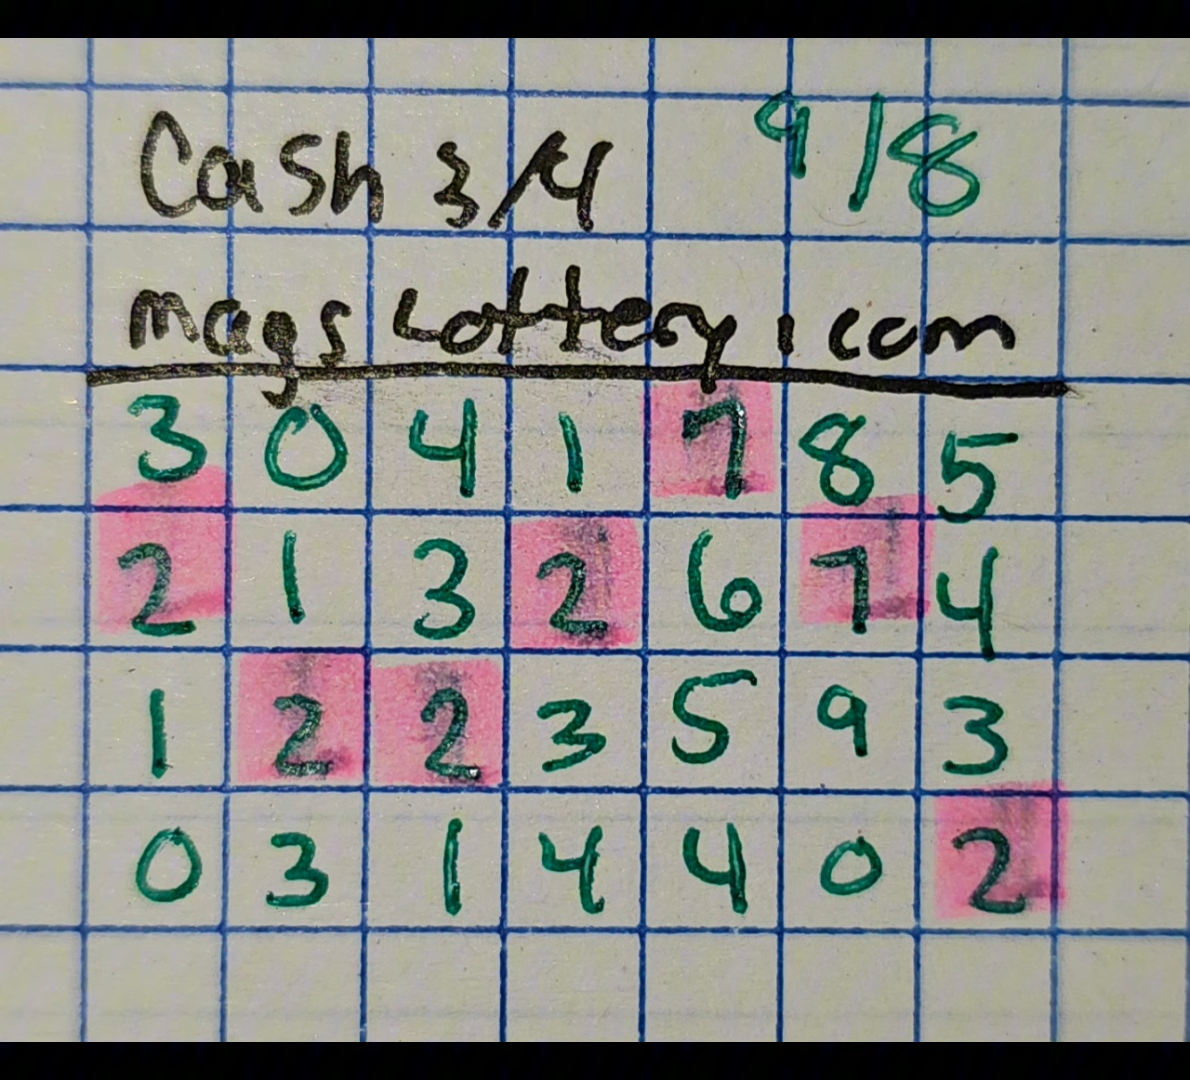 Cash 3/4 9/8
mags Lottery.com
3 0 4 1 7 8 5
2 1 3 2 6 7 4
1 2 2 3 5 9 3
0 3 1 4 4 0 2